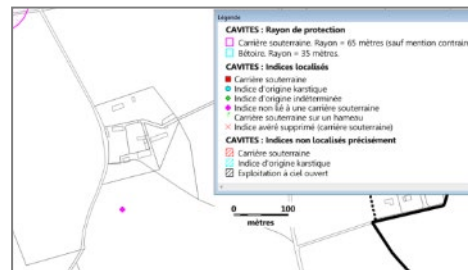 Légende
CAVITES : Rayon de protection
Carrière souterraine. Rayon = 65 mètres (sauf mention contrain
Bétoire. Rayon = 35 mètres.
CAVITES : Indices localisés
Carrière souterraine
Indice d'origine karstique
Indice d'origine indéterminée
Indice non lié à une carrière souterraine
Carrière souterraine sur un hameau
Indice avéré supprimé (carrière souterraine)
CAVITES : Indices non localisés précisément
Carrière souterraine
Indice d'origine karstique
Exploitation à ciel ouvert
0 100
mètres